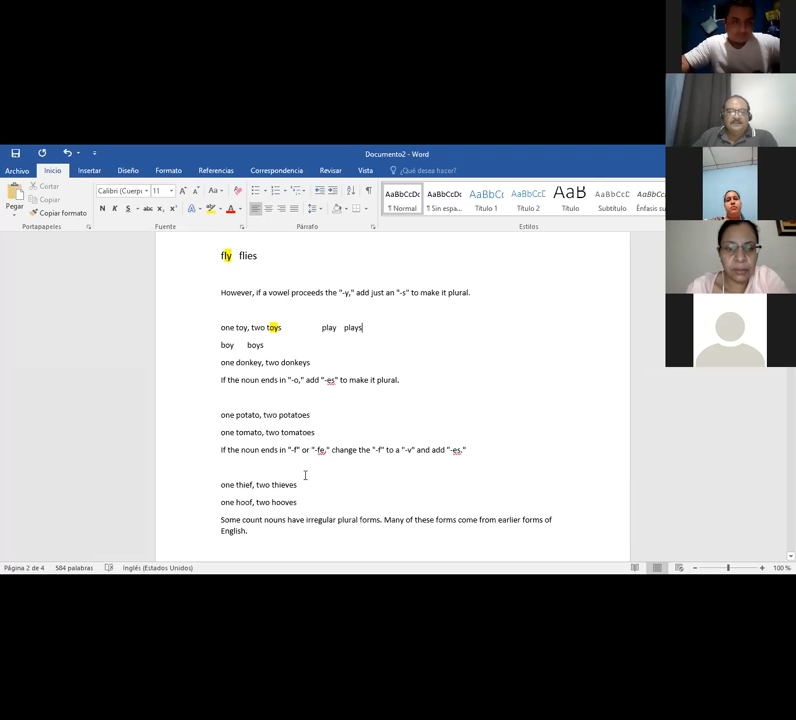 Documento2 - Word
Archivo Inicio Insertar Diseño Formato Referencias Correspondencia Revisar Vista ¿Qué desea hacer?
Pegar
Cortar
Copiar
Copiar formato
Calibri (Cuerp 11
N K S abc x₂ x²
AaBbCcDc AaBbCcDc AaBbCc AaBbCcD AaB AaBbCcD AaBbCcDc
¶ Normal ¶ Sin espa... Título 1 Título 2 Título Subtítulo Énfasis su
Portapapeles Fuente Párrafo Estilos
fly flies
However, if a vowel proceeds the "-y," add just an "-s" to make it plural.
one toy, two toys play plays
boy boys
one donkey, two donkeys
If the noun ends in "-o," add "-es" to make it plural.
one potato, two potatoes
one tomato, two tomatoes
If the noun ends in "-f" or "-fe," change the "-f" to a "-v" and add "-es."
one thief, two thieves
one hoof, two hooves
Some count nouns have irregular plural forms. Many of these forms come from earlier forms of
English.
Página 2 de 4 584 palabras Inglés (Estados Unidos) 100 %